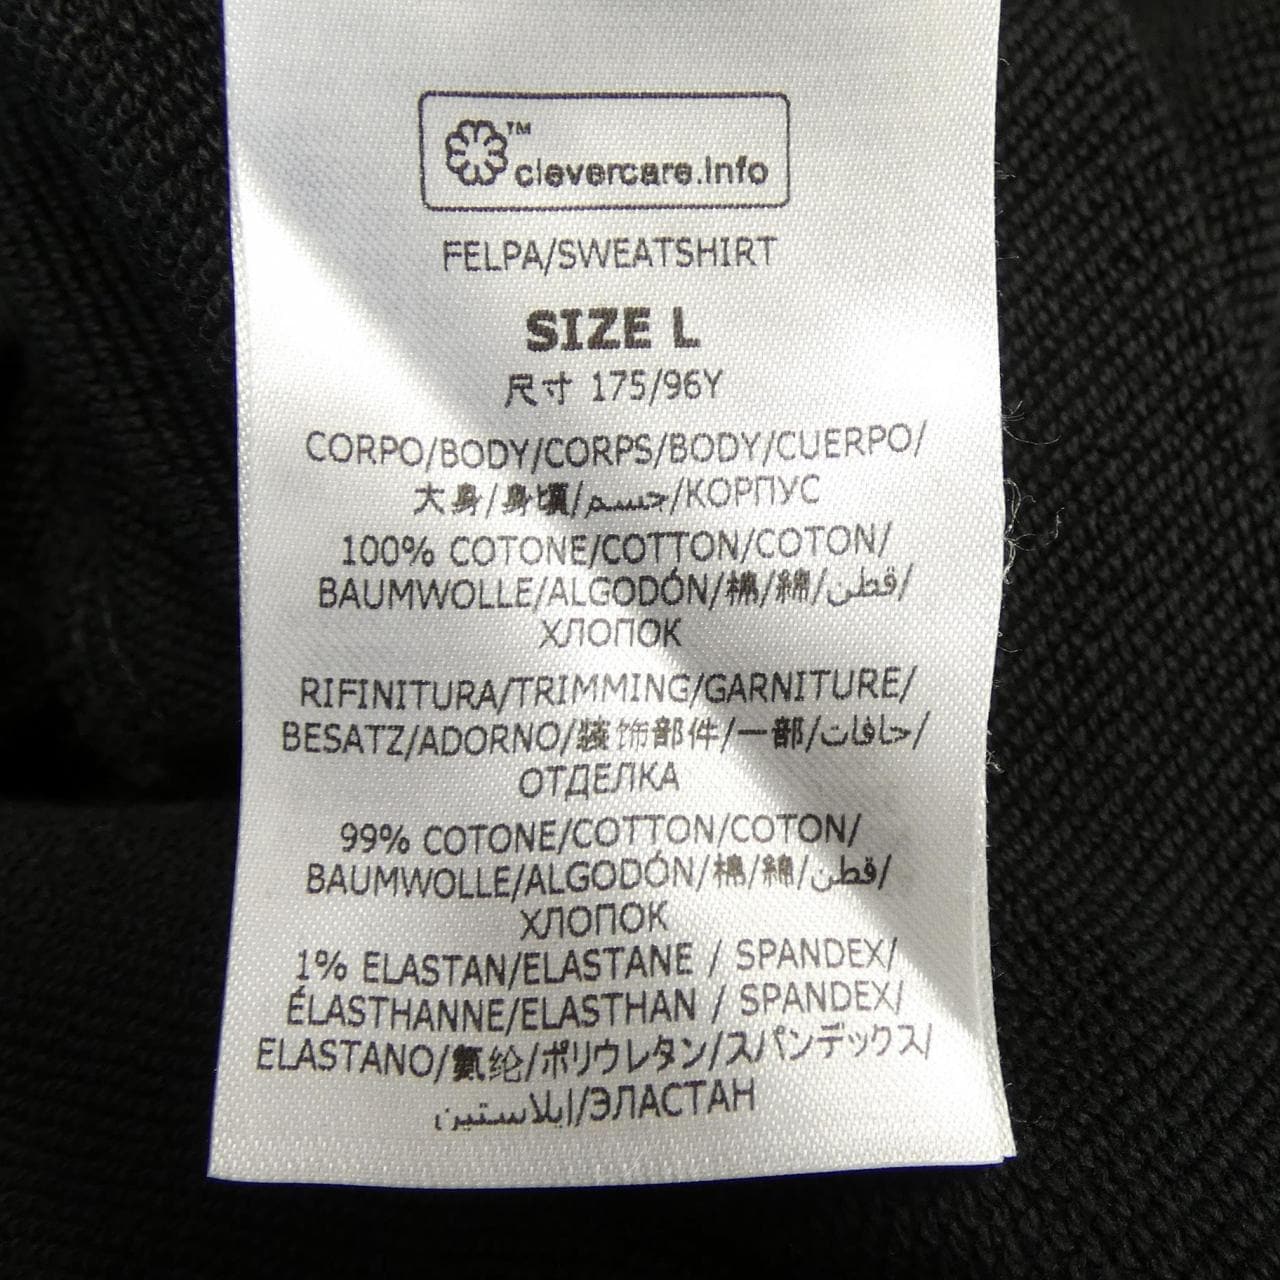 ™
clevercare.info
FELPA/SWEATSHIRT
SIZE L
尺寸 175/96Y
CORPO/BODY/CORPS/BODY/CUERPO/
大身/身頃/جسم/КОРПУС
100% COTONE/COTTON/COTON/
BAUMWOLLE/ALGODÓN/棉/綿/قطن/
ХЛОПОК
RIFINITURA/TRIMMING/GARNITURE/
BESATZ/ADORNO/装饰部件/一部/حافات/
ОТДЕЛКА
99% COTONE/COTTON/COTON/
BAUMWOLLE/ALGODÓN/棉/綿/قطن/
ХЛОПОК
1% ELASTAN/ELASTANE / SPANDEX/
ÉLASTHANNE/ELASTHAN / SPANDEX/
ELASTANO/氨纶/ポリウレタン/スパンデックス/
ايلاستين/ЭЛАСТАН